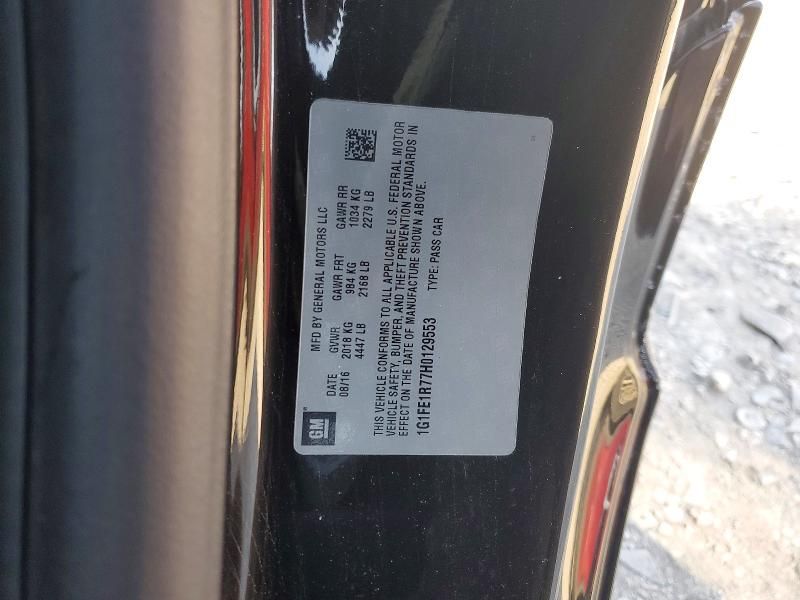 GM
MFD BY GENERAL MOTORS LLC
DATE GVWR GAWR FRT GAWR RR
08/16 2018 KG 984 KG 1034 KG
4447 LB 2168 LB 2279 LB
THIS VEHICLE CONFORMS TO ALL APPLICABLE U.S. FEDERAL MOTOR
VEHICLE SAFETY, BUMPER, AND THEFT PREVENTION STANDARDS IN
EFFECT ON THE DATE OF MANUFACTURE SHOWN ABOVE.
1G1FE1R77H0129553 TYPE: PASS CAR